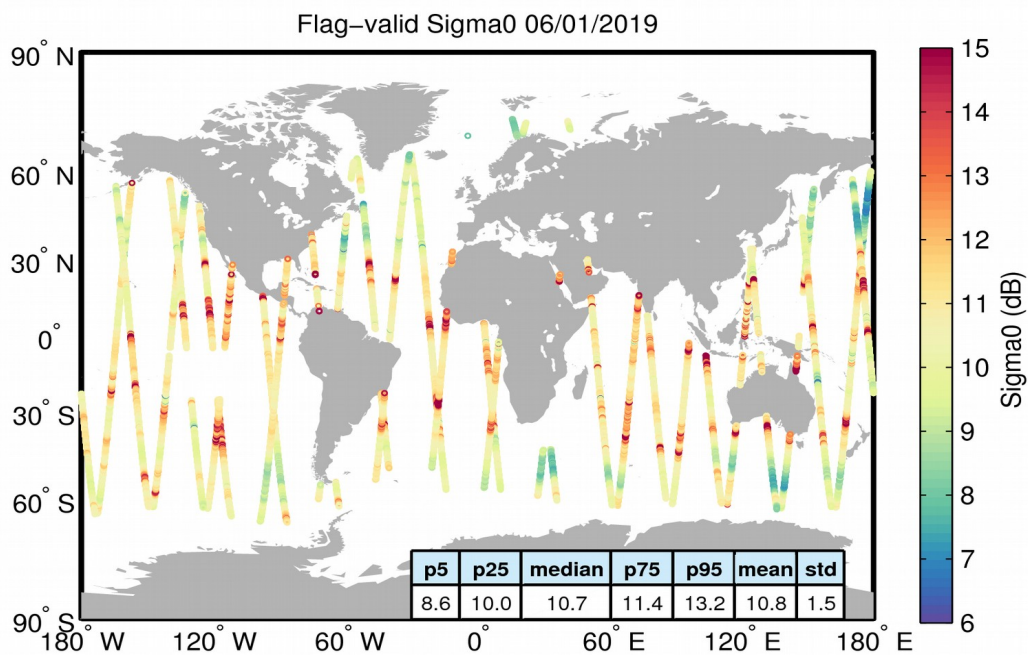 Flag-valid Sigma0 06/01/2019
90° N
60° N
30° N
0°
30° S
60° S
90° S
180° W
120° W
60° W
0°
60° E
120° E
180° E
p5 p25 median p75 p95 mean std
8.6 10.0 10.7 11.4 13.2 10.8 1.5
15
14
13
12
11
10
9
8
7
6
Sigma0 (dB)